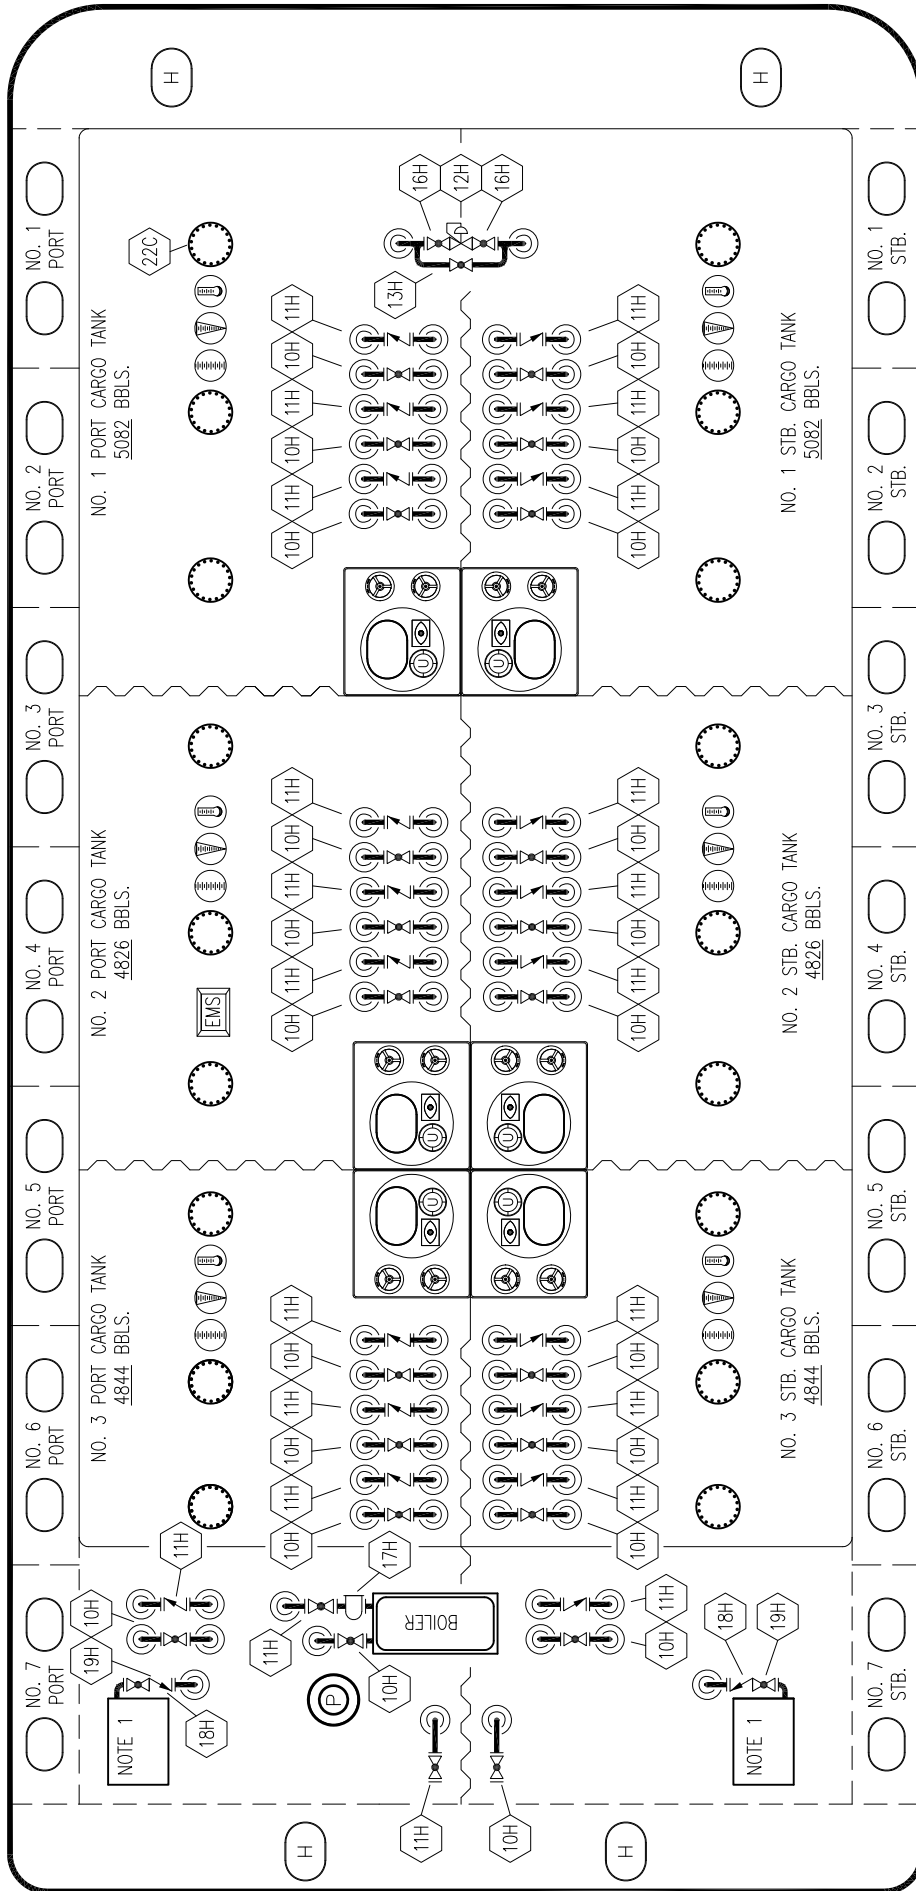 H
H
NO. 1
PORT
22C
16H
12H
16H
13H
NO. 1
STB.
NO. 1 PORT CARGO TANK
5082 BBLS.
11H
10H
11H
10H
11H
10H
11H
10H
11H
10H
11H
10H
NO. 1 STB. CARGO TANK
5082 BBLS.
NO. 2
PORT
NO. 2
STB.
U
U
NO. 3
PORT
NO. 3
STB.
NO. 2 PORT CARGO TANK
4826 BBLS.
EMS
11H
10H
11H
10H
11H
10H
11H
10H
11H
10H
11H
10H
NO. 2 STB. CARGO TANK
4826 BBLS.
NO. 4
PORT
NO. 4
STB.
U
U
U
U
NO. 5
PORT
NO. 5
STB.
NO. 3 PORT CARGO TANK
4844 BBLS.
11H
10H
11H
10H
11H
10H
11H
10H
11H
10H
11H
10H
NO. 3 STB. CARGO TANK
4844 BBLS.
NO. 6
PORT
NO. 6
STB.
NO. 7
PORT
11H
10H
19H
18H
NOTE 1
17H
11H
10H
BOILER
P
11H
10H
11H
10H
18H
19H
NOTE 1
NO. 7
STB.
H
H